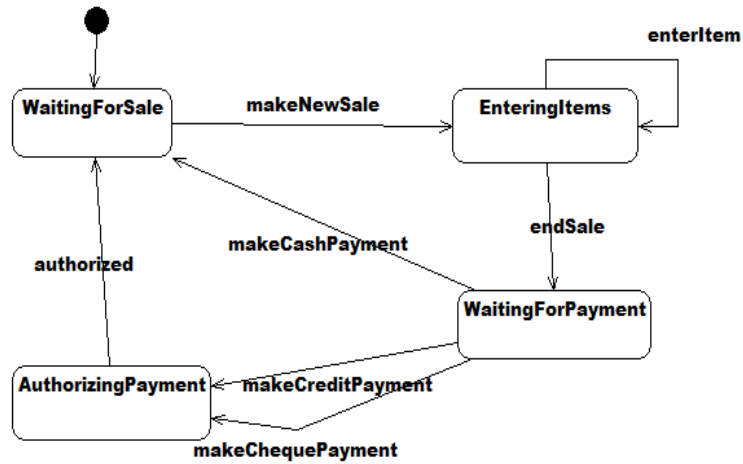 enterItem
WaitingForSale
makeNewSale
EnteringItems
endSale
makeCashPayment
authorized
WaitingForPayment
AuthorizingPayment
makeCreditPayment
makeChequePayment